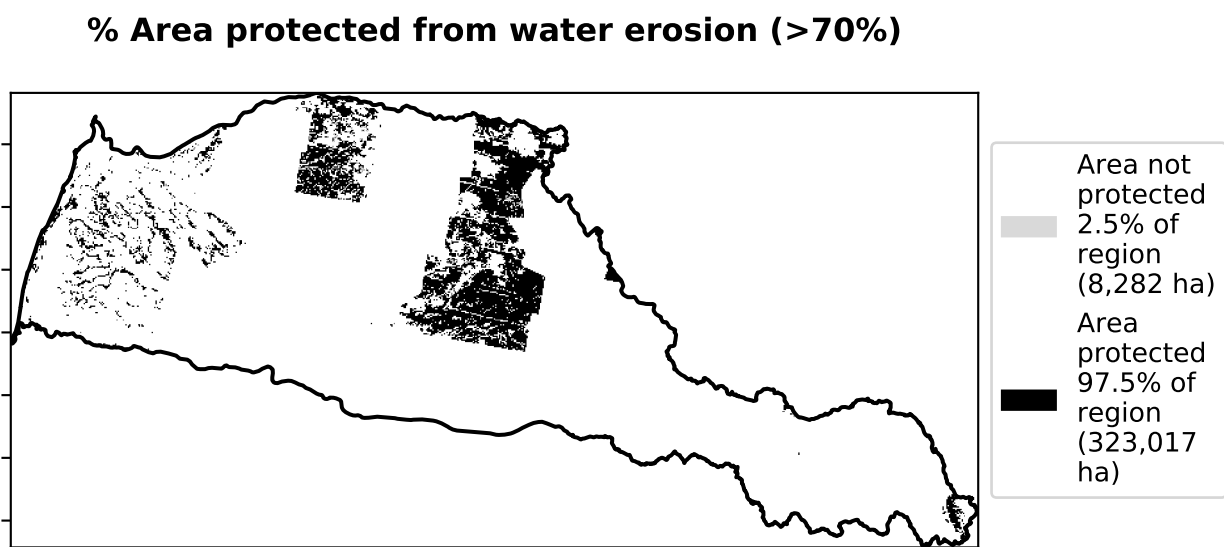 % Area protected from water erosion (>70%)
Area not
protected
2.5% of
region
(8,282 ha)
Area
protected
97.5% of
region
(323,017
ha)